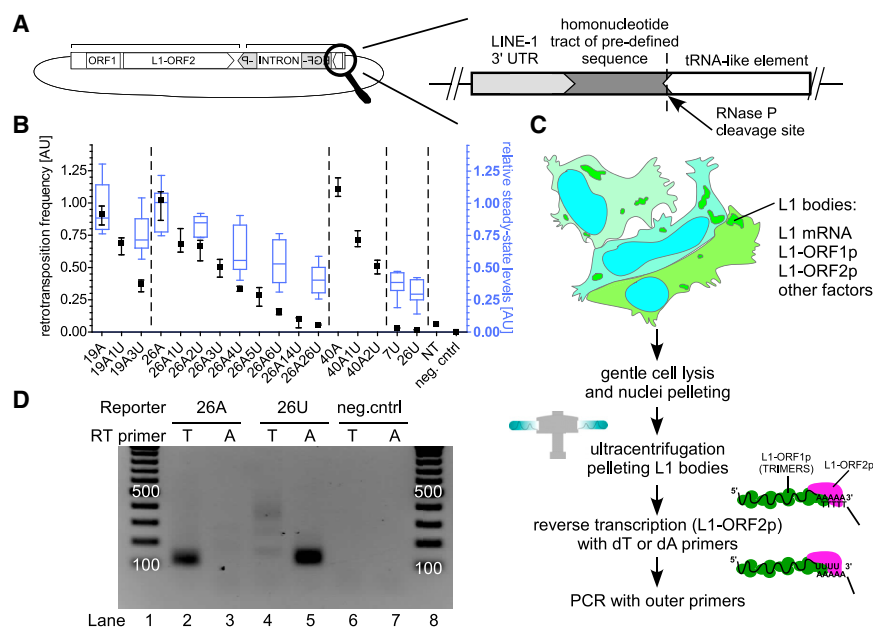 A
ORF1
L1-ORF2
-P
INTRON
EGF-
LINE-1
3' UTR
homonucleotide
tract of pre-defined
sequence
tRNA-like element
RNase P
cleavage site
B
retrotransposition frequency [AU]
1.25
1.00
0.75
0.50
0.25
0.00
relative steady-state levels [AU]
1.25
1.00
0.75
0.50
0.25
0.00
19A
19A1U
19A3U
26A
26A1U
26A2U
26A3U
26A4U
26A5U
26A6U
26A14U
26A26U
40A
40A1U
40A2U
7U
26U
NT
neg. cntrl
C
L1 bodies:
L1 mRNA
L1-ORF1p
L1-ORF2p
other factors
gentle cell lysis
and nuclei pelleting
ultracentrifugation
pelleting L1 bodies
reverse transcription (L1-ORF2p)
with dT or dA primers
PCR with outer primers
L1-ORF1p
(TRIMERS)
L1-ORF2p
5'
AAAAA 3'
TTTTT
5'
UUUU 3'
AAAAA
D
Reporter 26A 26U neg.cntrl
RT primer T A T A T A
500
100
500
100
Lane 1 2 3 4 5 6 7 8